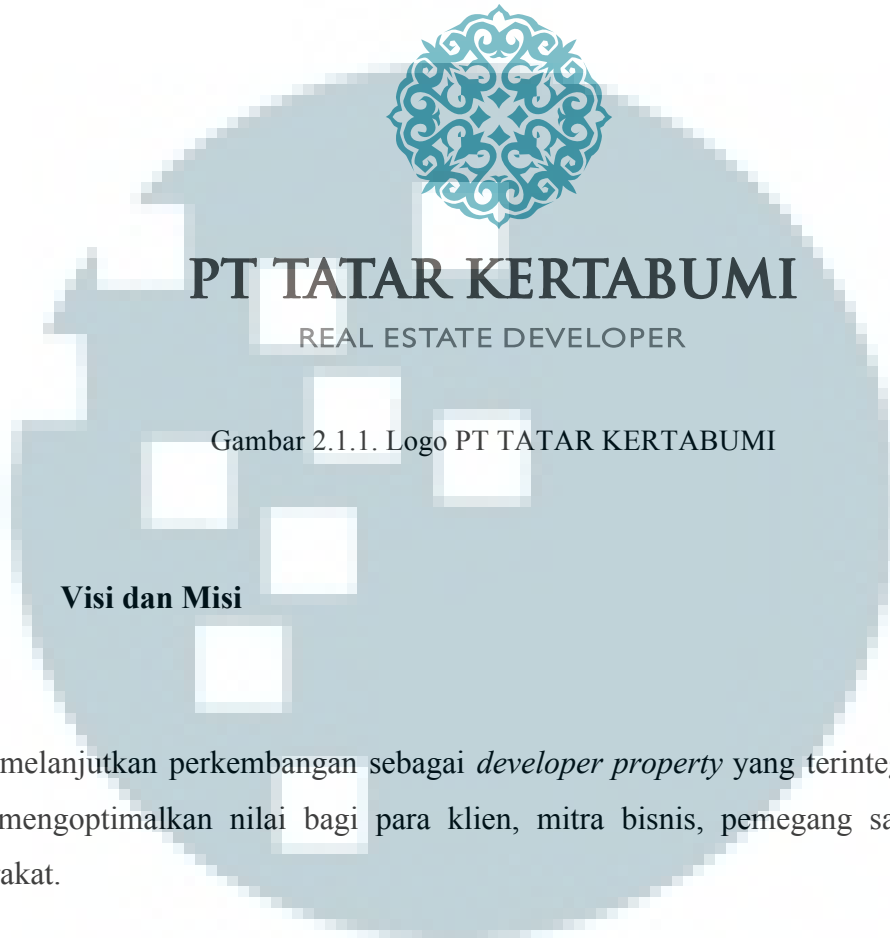 PT TATAR KERTABUMI
REAL ESTATE DEVELOPER
Gambar 2.1.1. Logo PT TATAR KERTABUMI
Visi dan Misi
melanjutkan perkembangan sebagai developer property yang terinteg
mengoptimalkan nilai bagi para klien, mitra bisnis, pemegang sa
akat.